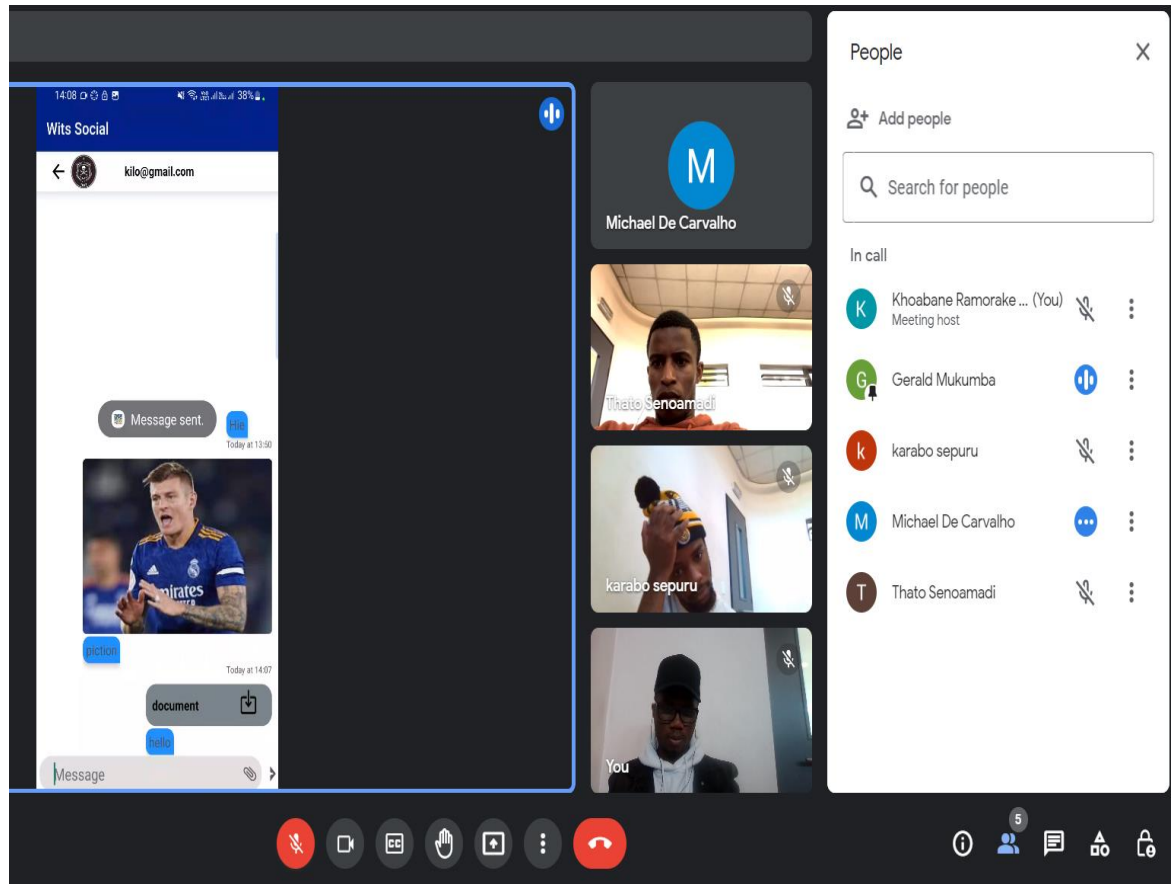 14:08
38%
Wits Social
kilo@gmail.com
Message sent.
Hie
Today at 13:50
Emirates
piction
Today at 14:07
document
hello
Message
M
Michael De Carvalho
Thato Senoamadi
karabo sepuru
You
People
Add people
Search for people
In call
K
Khoabane Ramorake ... (You)
Meeting host
G
Gerald Mukumba
k
karabo sepuru
M
Michael De Carvalho
T
Thato Senoamadi
CC
5